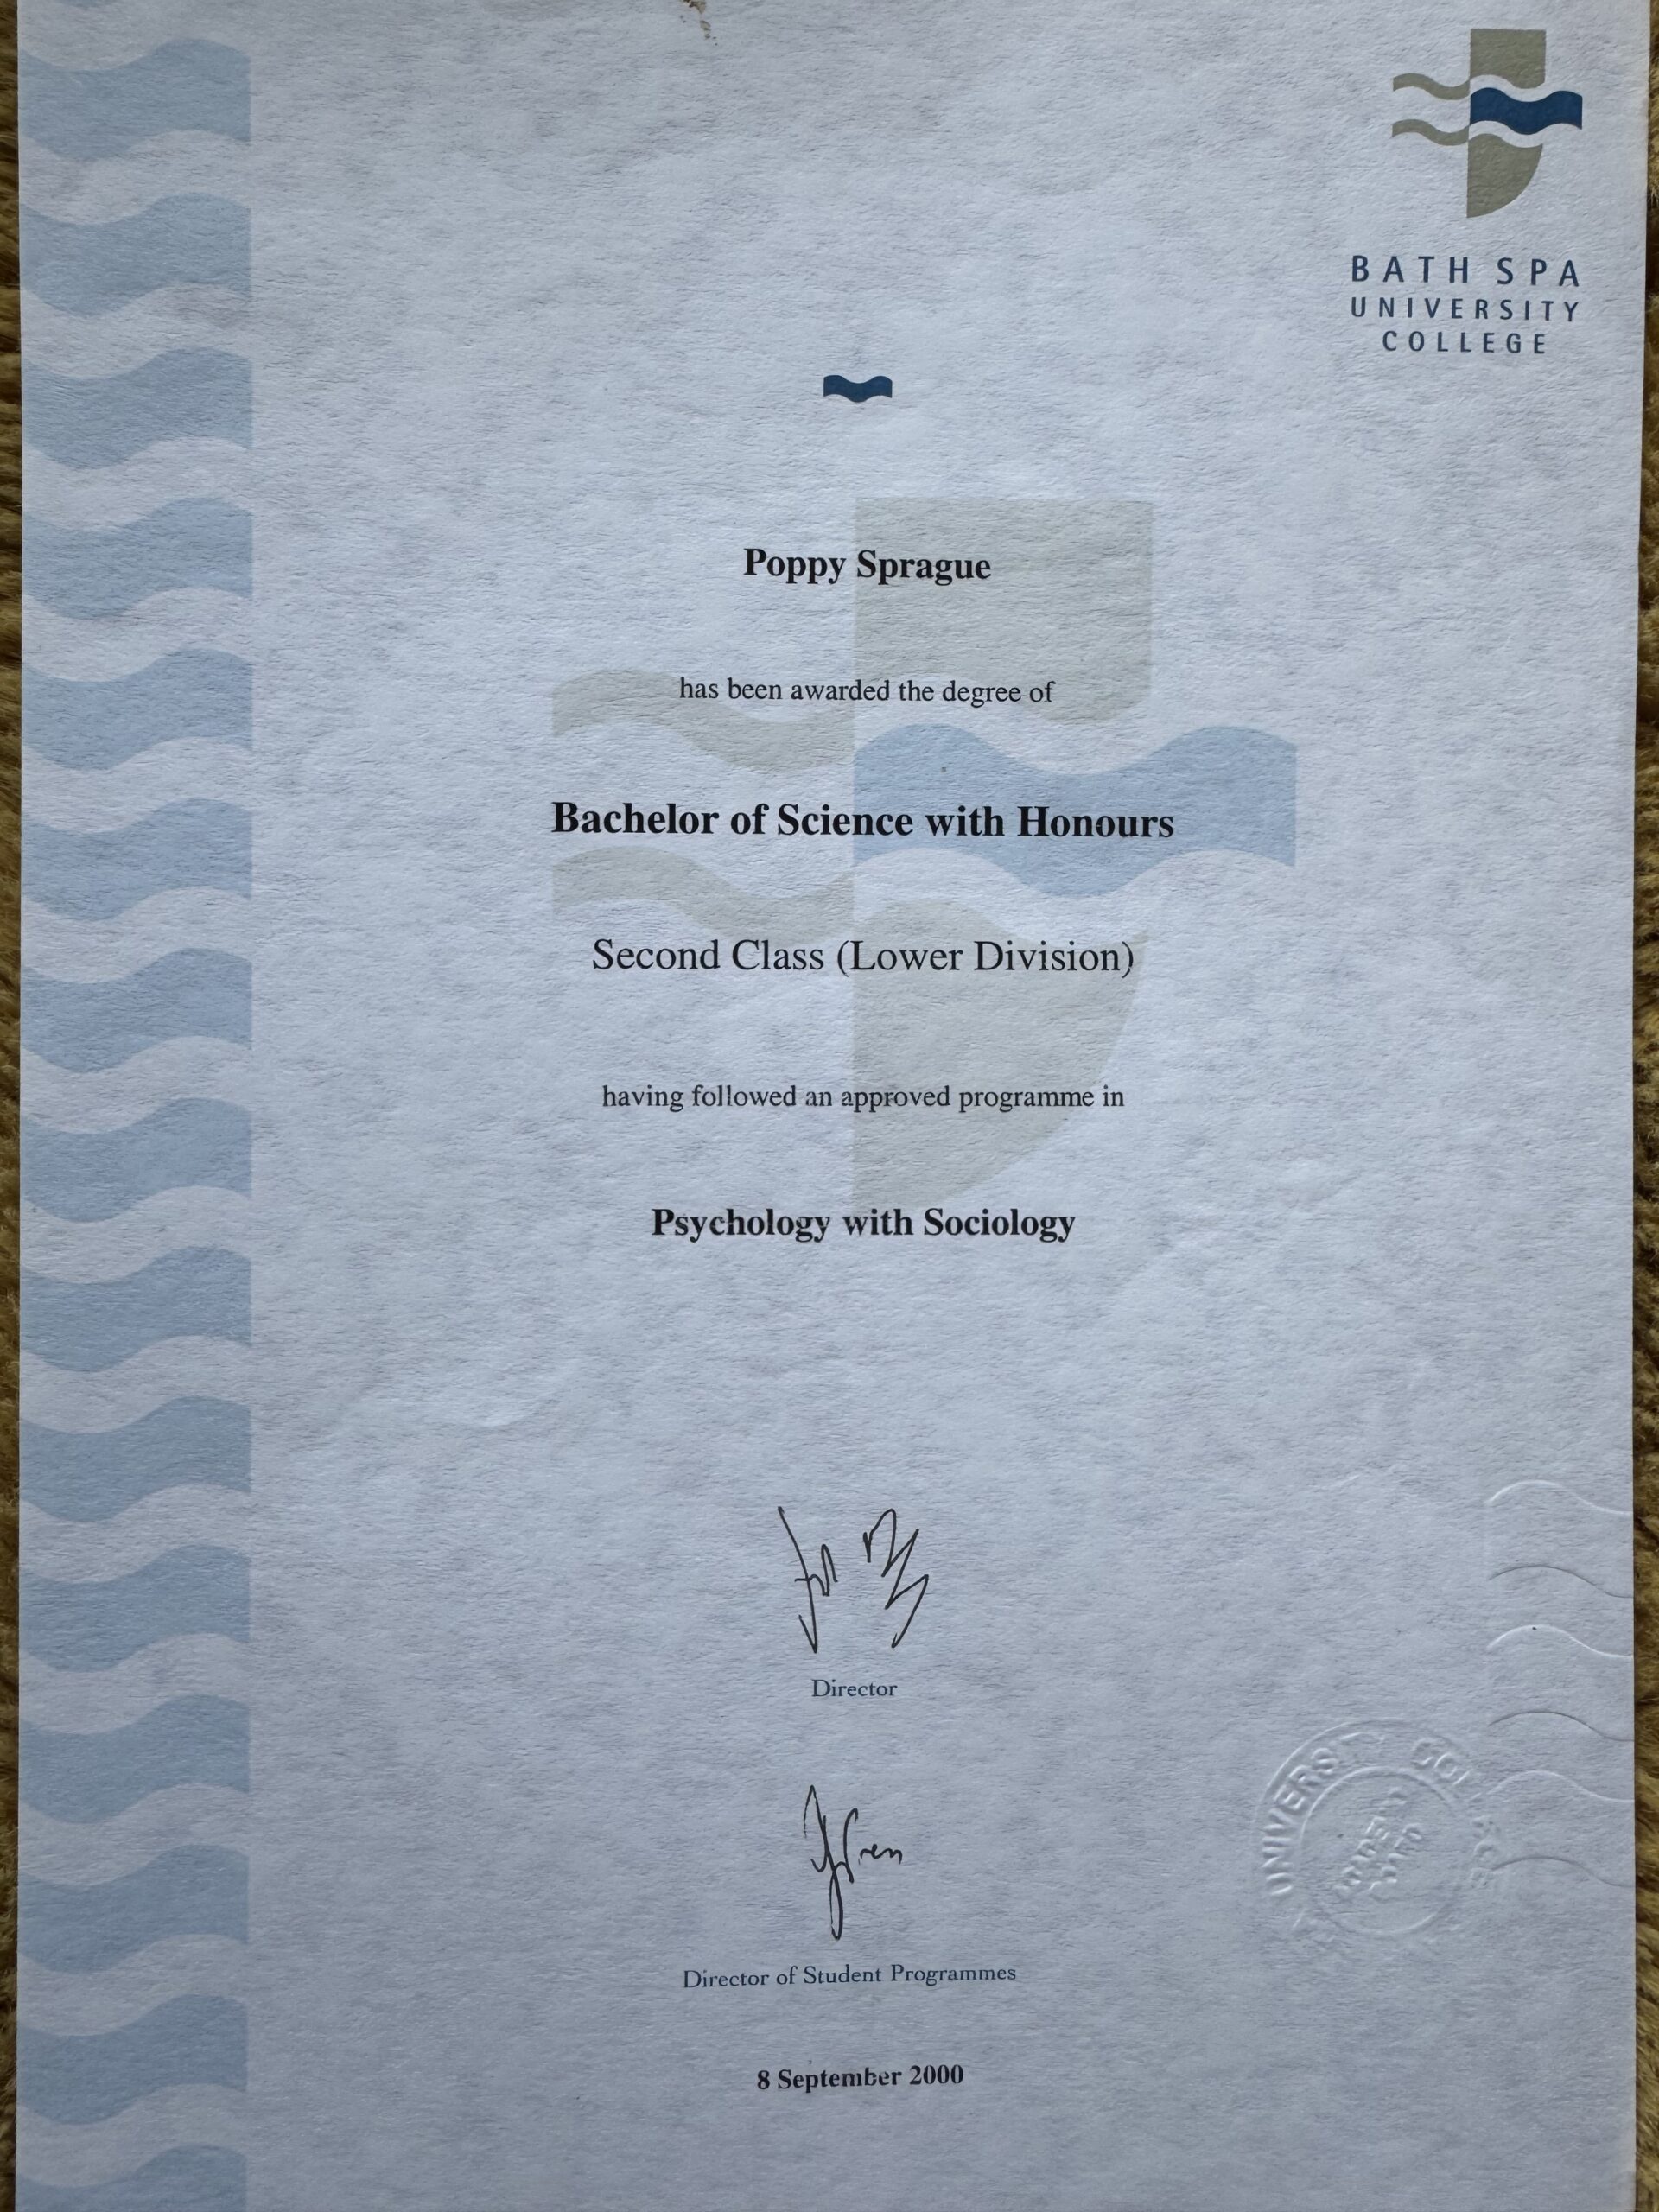 BATH SPA
UNIVERSITY
COLLEGE
Poppy Sprague
has been awarded the degree of
Bachelor of Science with Honours
Second Class (Lower Division)
having followed an approved programme in
Psychology with Sociology
Director
Director of Student Programmes
UNIVERSITY COLLEGE
8 September 2000